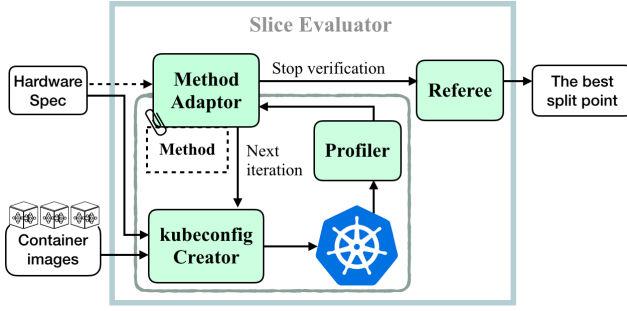 Slice Evaluator
Hardware
Spec
Method
Adaptor
Stop verification
Referee
The best
split point
Method
Next
iteration
Profiler
Container
images
kubeconfig
Creator